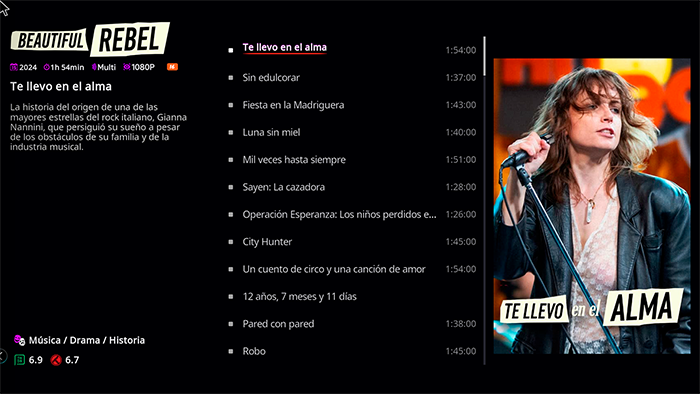 BEAUTIFUL REBEL
2024 1h 54min Multi 1080P
Te llevo en el alma
La historia del origen de una de las
mayores estrellas del rock italiano, Gianna
Nannini, que persiguió su sueño a pesar
de los obstáculos de su familia y de la
industria musical.
Música / Drama / Historia
6.9 6.7
Te llevo en el alma 1:54:00
Sin edulcorar 1:37:00
Fiesta en la Madriguera 1:43:00
Luna sin miel 1:40:00
Mil veces hasta siempre 1:51:00
Sayen: La cazadora 1:28:00
Operación Esperanza: Los niños perdidos e... 1:26:00
City Hunter 1:45:00
Un cuento de circo y una canción de amor 1:54:00
12 años, 7 meses y 11 días
Pared con pared 1:38:00
Robo 1:45:00
TE LLEVO en el ALMA